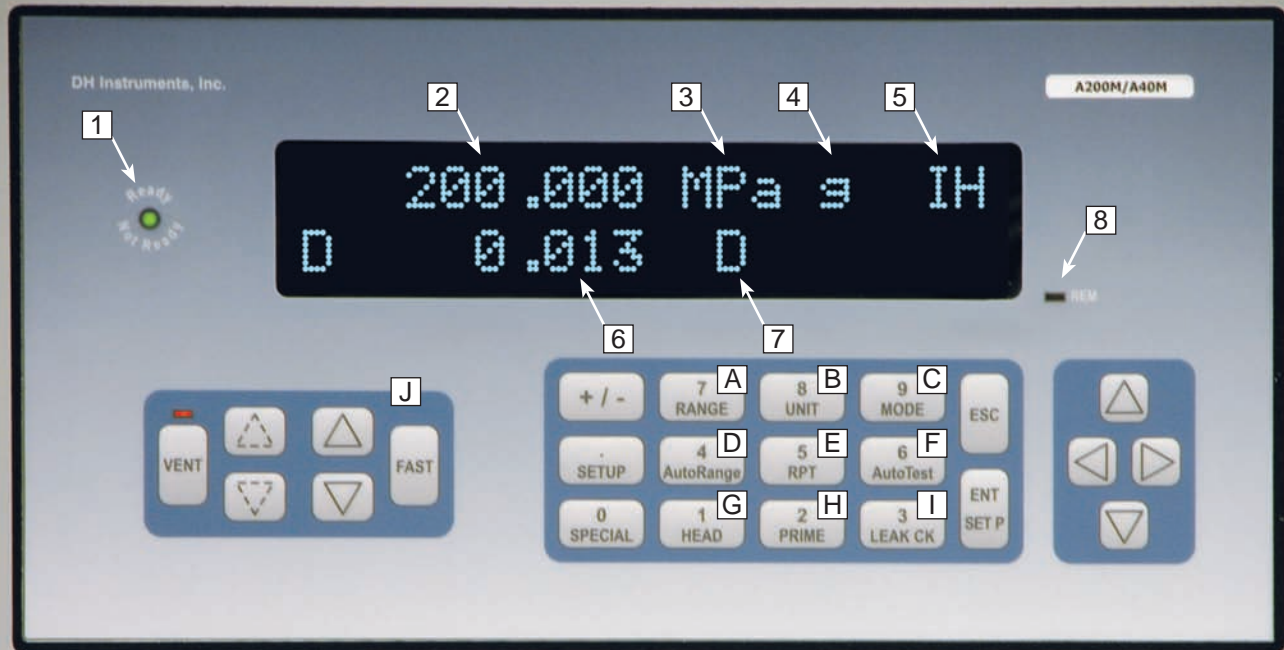 DH Instruments, Inc.
A200M/A40M
1
2
3
4
5
Ready
Not Ready
200.000 MPa g IH
D 0.013 D
8
REM
6
7
J
VENT
FAST
+ / -
7 A
RANGE
8 B
UNIT
9 C
MODE
ESC
.
SETUP
4 D
AutoRange
5 E
RPT
6 F
AutoTest
0
SPECIAL
1 G
HEAD
2 H
PRIME
3 I
LEAK CK
ENT
SET P